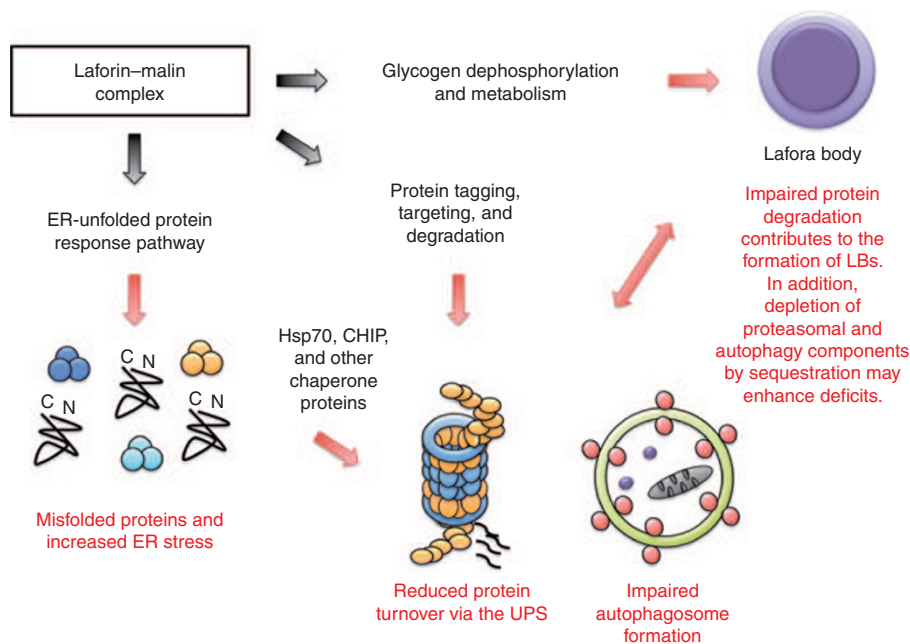 Laforin–malin
complex
Glycogen dephosphorylation
and metabolism
Lafora body
ER-unfolded protein
response pathway
Protein tagging,
targeting, and
degradation
Impaired protein
degradation
contributes to the
formation of LBs.
In addition,
depletion of
proteasomal and
autophagy components
by sequestration may
enhance deficits.
Hsp70, CHIP,
and other
chaperone
proteins
C N
C N
C N
Misfolded proteins and
increased ER stress
Reduced protein
turnover via the UPS
Impaired
autophagosome
formation